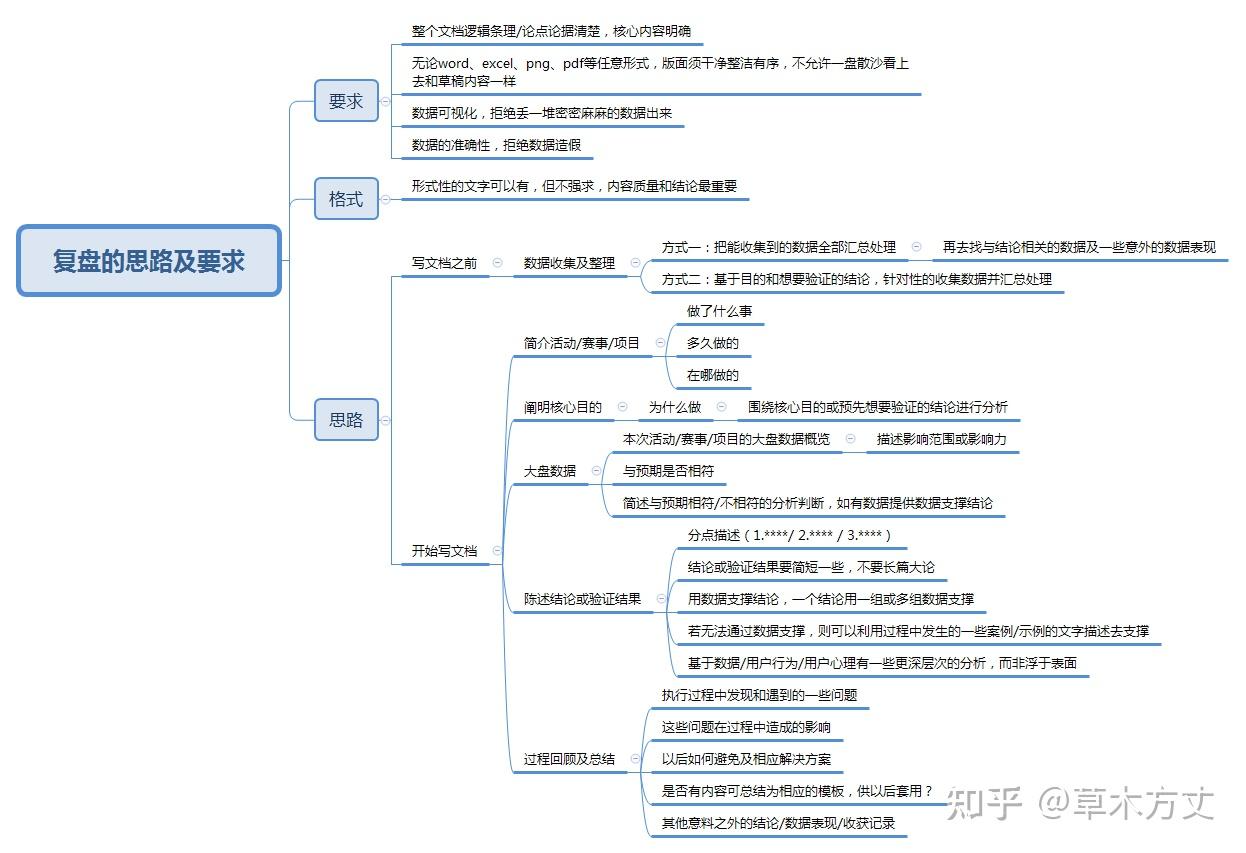 复盘的思路及要求
要求
整个文档逻辑条理/论点论据清楚，核心内容明确
无论word、excel、png、pdf等任意形式，版面须干净整洁有序，不允许一盘散沙看上
去和草稿内容一样
数据可视化，拒绝丢一堆密密麻麻的数据出来
数据的准确性，拒绝数据造假
格式
形式性的文字可以有，但不强求，内容质量和结论最重要
思路
写文档之前
数据收集及整理
方式一：把能收集到的数据全部汇总处理
再去找与结论相关的数据及一些意外的数据表现
方式二：基于目的和想要验证的结论，针对性的收集数据并汇总处理
开始写文档
简介活动/赛事/项目
做了什么事
多久做的
在哪做的
阐明核心目的
为什么做
围绕核心目的或预先想要验证的结论进行分析
大盘数据
本次活动/赛事/项目的大盘数据概览
描述影响范围或影响力
与预期是否相符
简述与预期相符/不相符的分析判断，如有数据提供数据支撑结论
陈述结论或验证结果
分点描述（1.****/ 2.**** / 3.****）
结论或验证结果要简短一些，不要长篇大论
用数据支撑结论，一个结论用一组或多组数据支撑
若无法通过数据支撑，则可以利用过程中发生的一些案例/示例的文字描述去支撑
基于数据/用户行为/用户心理有一些更深层次的分析，而非浮于表面
过程回顾及总结
执行过程中发现和遇到的一些问题
这些问题在过程中造成的影响
以后如何避免及相应解决方案
是否有内容可总结为相应的模板，供以后套用？
其他意料之外的结论/数据表现/收获记录
知乎 @草木方丈